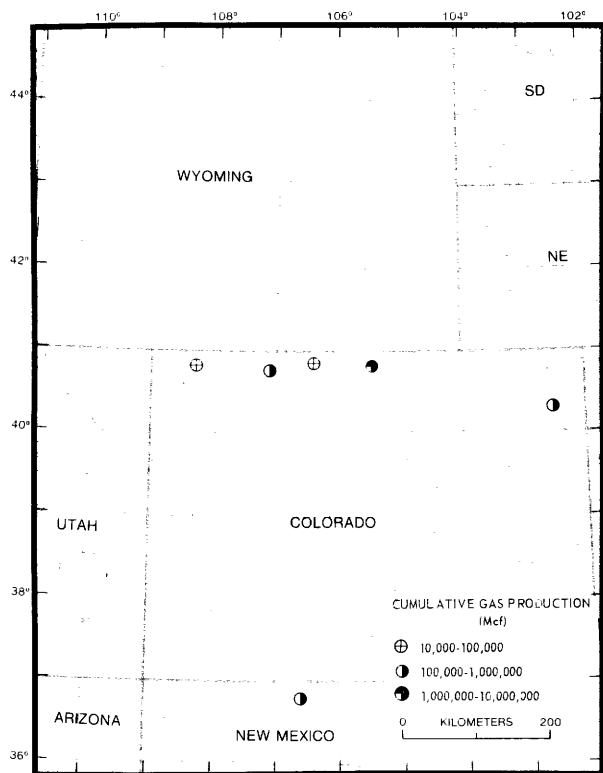 110° 108° 106° 104° 102°
44°
SD
WYOMING
NE
42°
40°
UTAH
COLORADO
38°
CUMULATIVE GAS PRODUCTION
(Mcf)
10,000-100,000
100,000-1,000,000
1,000,000-10,000,000
0 KILOMETERS 200
ARIZONA
NEW MEXICO
36°